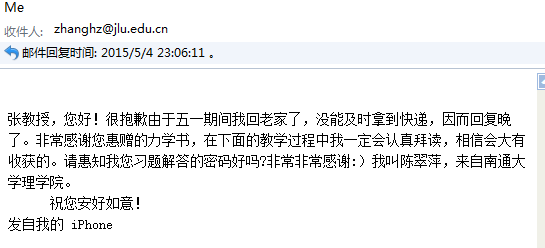 Me
收件人: zhanghz@jlu.edu.cn
邮件回复时间: 2015/5/4 23:06:11 。
张教授，您好！很抱歉由于五一期间我回老家了，没能及时拿到快递，因而回复晚
了。非常感谢您惠赠的力学书，在下面的教学过程中我一定会认真拜读，相信会大有
收获的。请惠知我您习题解答的密码好吗?非常非常感谢:）我叫陈翠萍，来自南通大
学理学院。
祝您安好如意！
发自我的 iPhone